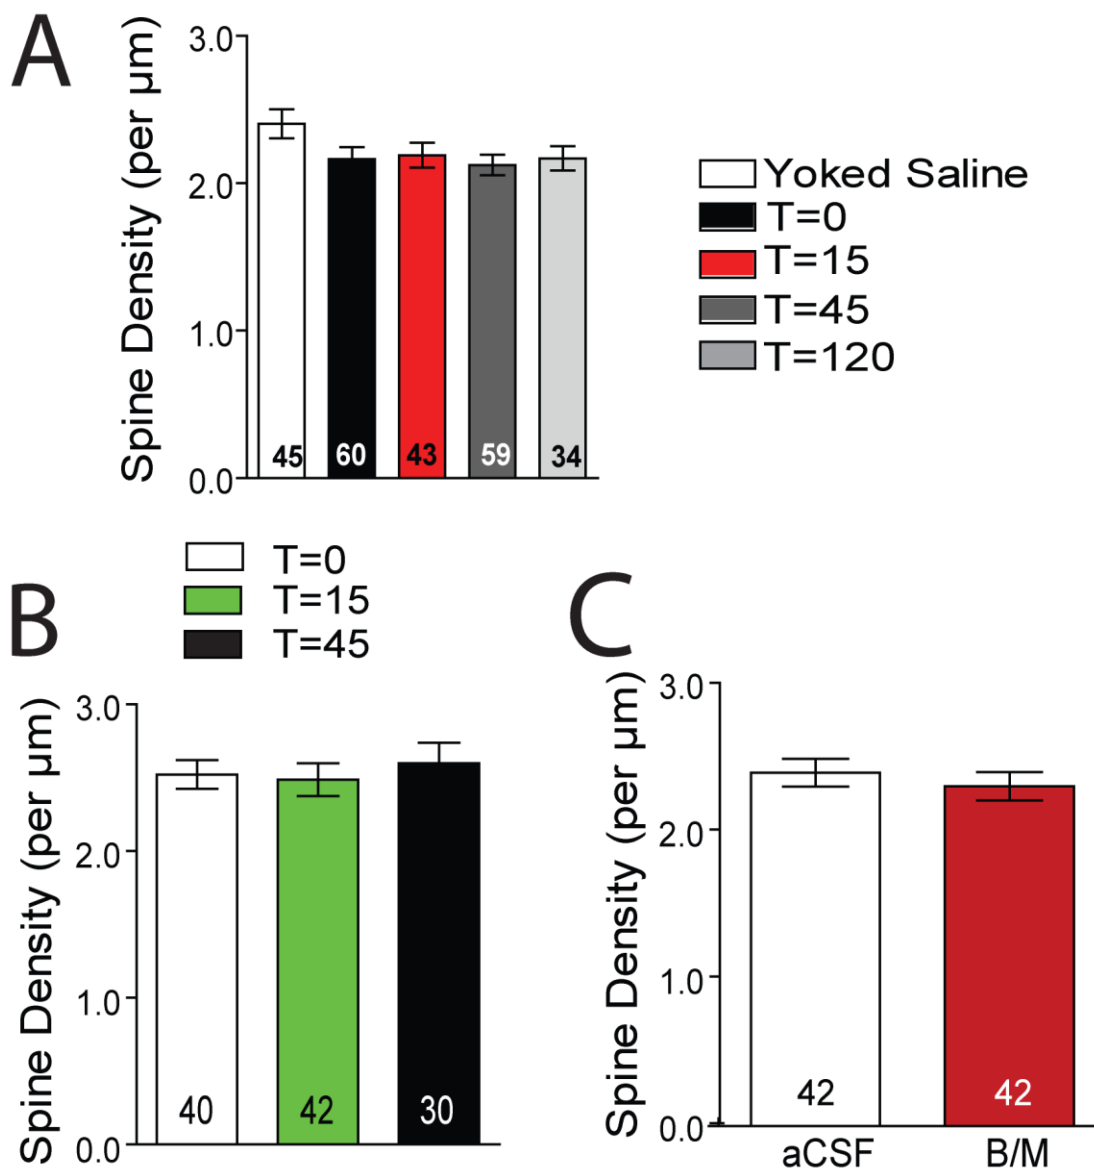 A
Spine Density (per μm)
3.0
2.0
1.0
0.0
45
60
43
59
34
Yoked Saline
T=0
T=15
T=45
T=120
B
T=0
T=15
T=45
Spine Density (per μm)
3.0
2.0
1.0
0.0
40
42
30
C
Spine Density (per μm)
3.0
2.0
1.0
0.0
42
42
aCSF
B/M